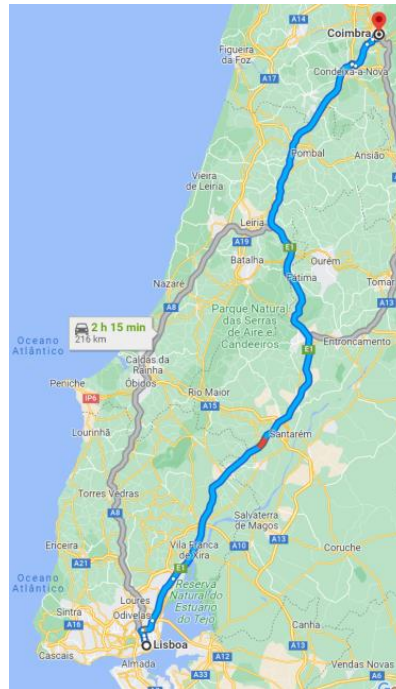 A14
Coimbra
Figueira
da Foz
A17
Condeixa-a-Nova
Pombal
Ansião
Vieira
de Leiria
Leiria
A19
E1
Batalha
Ourem
Fátima
Tomar
A13
Nazaré
A8
Parque Natural
das Serras
de Aire e
Candeeiros
2 h 15 min
216 km
E1
Entroncamento
Oceano
Atlântico
Caldas da
Rainha
Óbidos
Peniche
IP6
Rio Maior
A15
Lourinhã
Santarém
Torres Vedras
Salvaterra
de Magos
A8
A13
Ericeira
Vila Franca
de Xira
A10
Coruche
A21
E1
Oceano
Atlântico
Reserva
Natural do
Estuário
do Tejo
Loures
Odivelas
Sintra
A16
Lisboa
Canha
Cascais
Almada
A33
A12
A13
Vendas Novas
A6